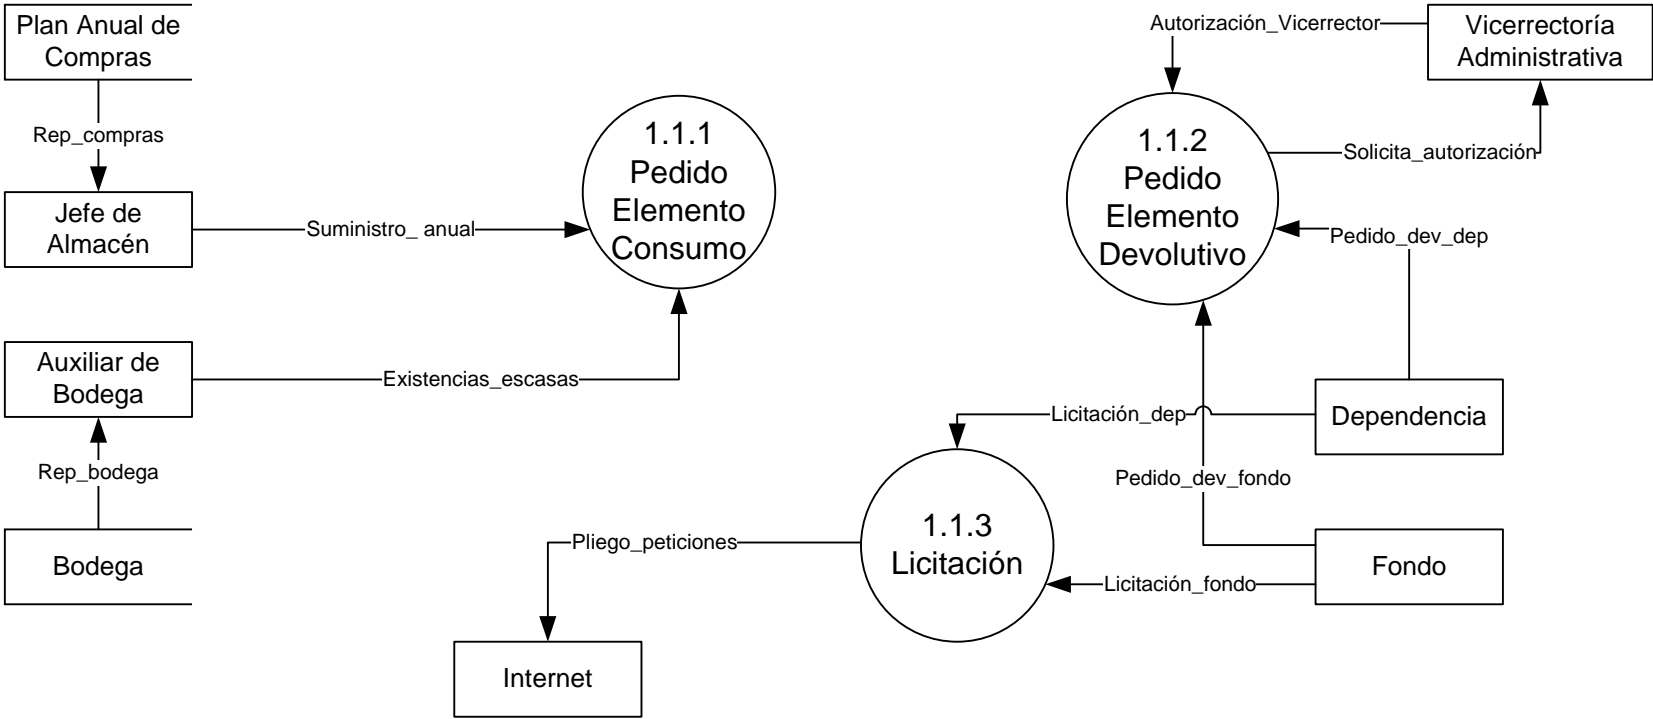 Plan Anual de
Compras
Rep_compras
Jefe de
Almacén
Suministro_ anual
1.1.1
Pedido
Elemento
Consumo
Auxiliar de
Bodega
Existencias_escasas
Rep_bodega
Bodega
Autorización_Vicerrector
Vicerrectoría
Administrativa
1.1.2
Pedido
Elemento
Devolutivo
Solicita_autorización
Pedido_dev_dep
Licitación_dep
Dependencia
Pedido_dev_fondo
1.1.3
Licitación
Pliego_peticiones
Licitación_fondo
Fondo
Internet